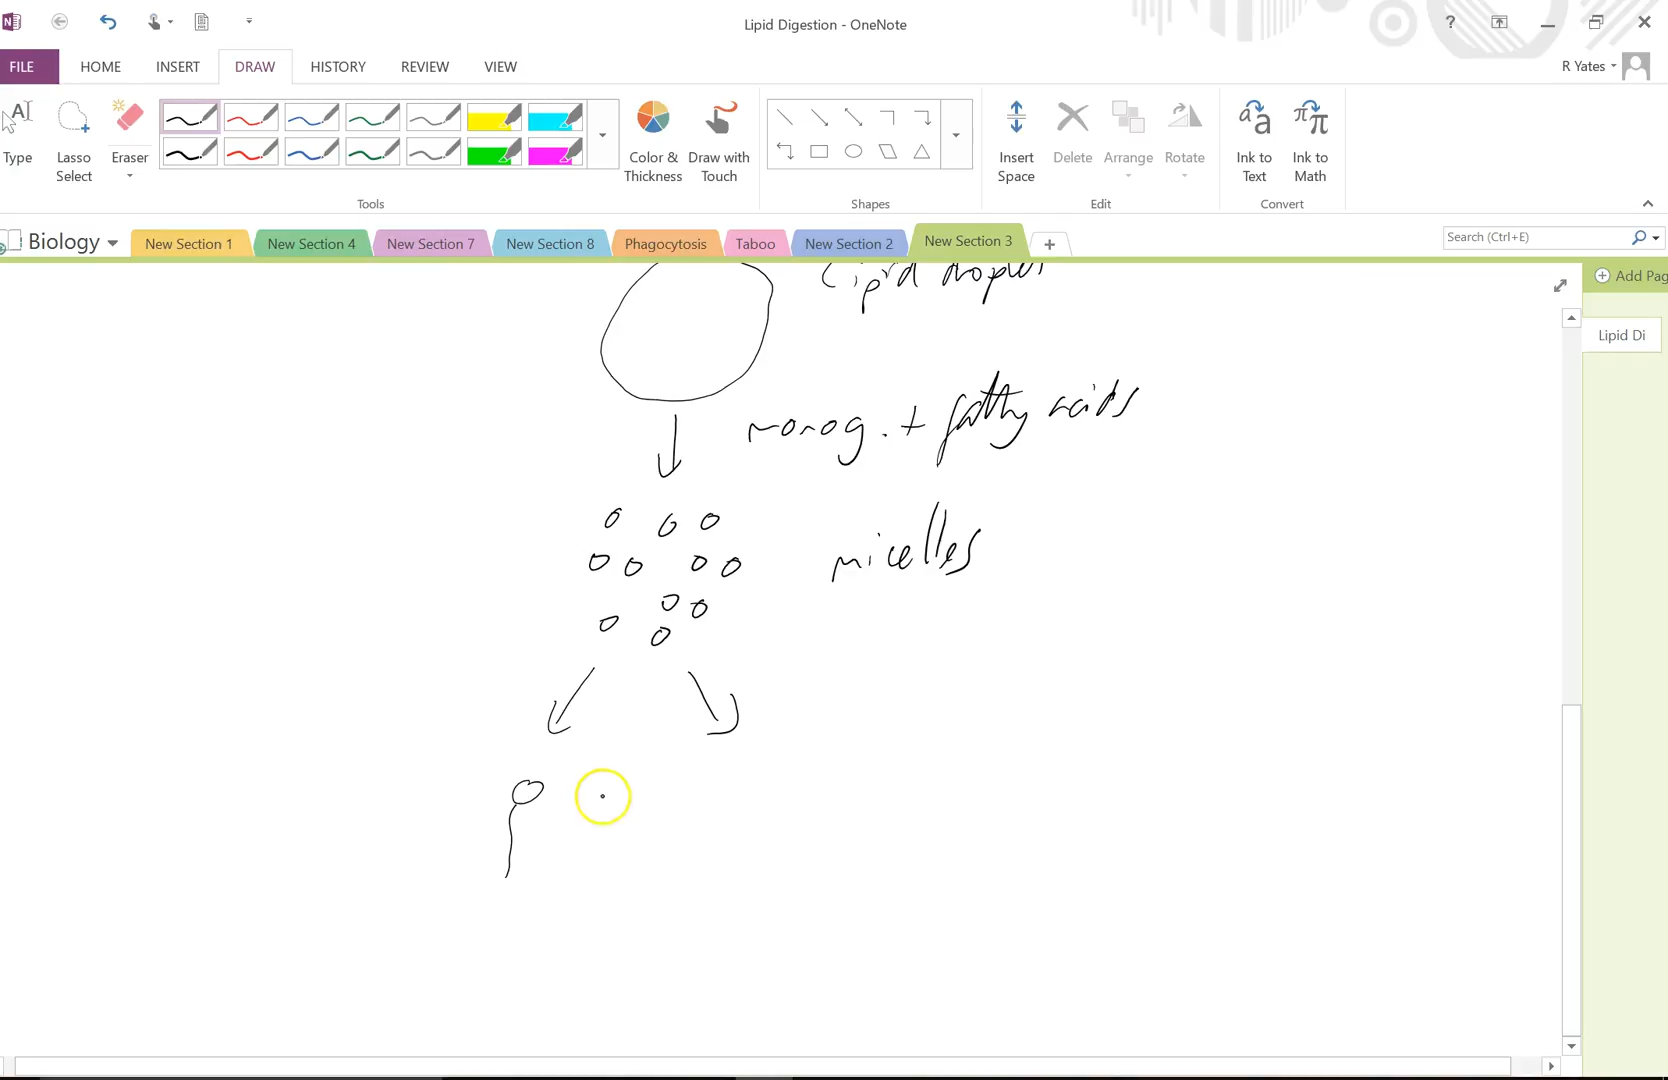 Lipid Digestion - OneNote
?
FILE HOME INSERT DRAW HISTORY REVIEW VIEW
R Yates
Type
Lasso Select
Eraser
Color & Thickness
Draw with Touch
Insert Space
Delete
Arrange
Rotate
Ink to Text
Ink to Math
Tools
Shapes
Edit
Convert
Biology
New Section 1
New Section 4
New Section 7
New Section 8
Phagocytosis
Taboo
New Section 2
New Section 3
Search (Ctrl+E)
Add Pag
Lipid Di
Lipid droplet
monog. + fatty acids
micelles